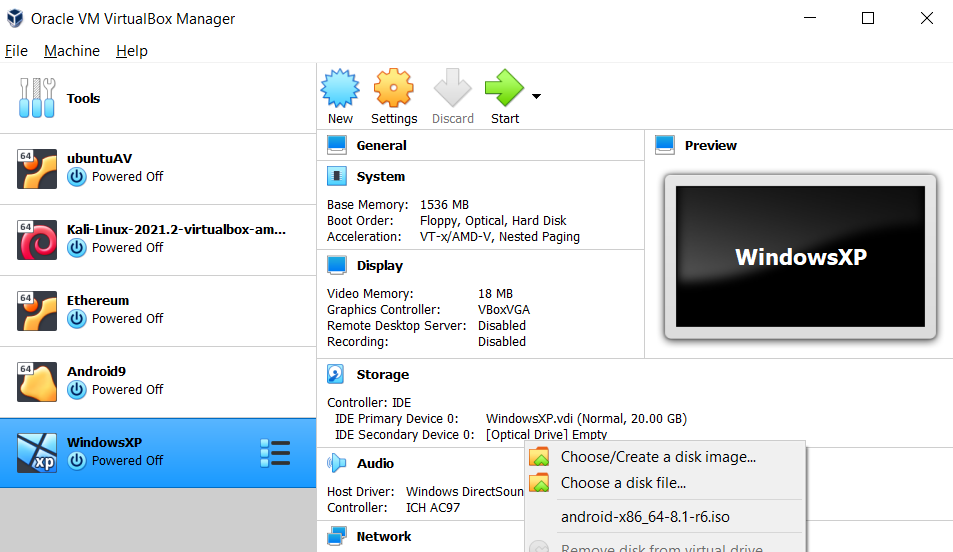 Oracle VM VirtualBox Manager
File Machine Help
Tools
New Settings Discard Start
64
ubuntuAV
Powered Off
64
Kali-Linux-2021.2-virtualbox-am...
Powered Off
64
Ethereum
Powered Off
64
Android9
Powered Off
xp
WindowsXP
Powered Off
General
System
Base Memory: 1536 MB
Boot Order: Floppy, Optical, Hard Disk
Acceleration: VT-x/AMD-V, Nested Paging
Display
Video Memory: 18 MB
Graphics Controller: VBoxVGA
Remote Desktop Server: Disabled
Recording: Disabled
Preview
WindowsXP
Storage
Controller: IDE
IDE Primary Device 0: WindowsXP.vdi (Normal, 20.00 GB)
IDE Secondary Device 0: [Optical Drive] Empty
Audio
Host Driver: Windows DirectSoun
Controller: ICH AC97
Network
Choose/Create a disk image...
Choose a disk file...
android-x86_64-8.1-r6.iso
Remove disk from virtual drive